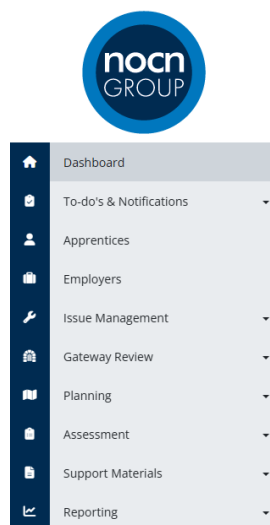 nocn
GROUP
Dashboard
To-do's & Notifications
Apprentices
Employers
Issue Management
Gateway Review
Planning
Assessment
Support Materials
Reporting